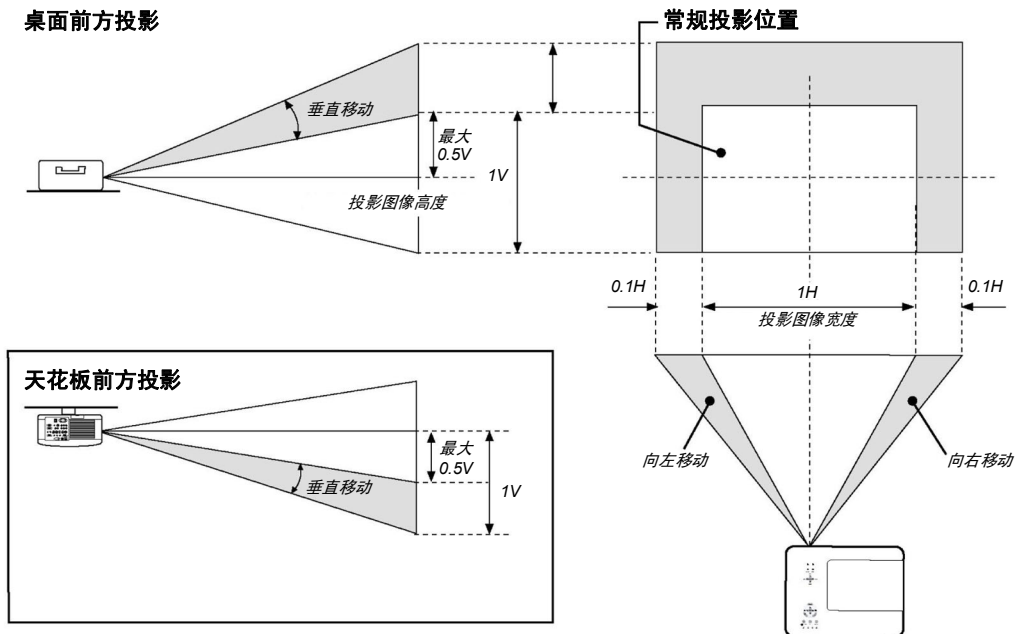 桌面前方投影
常规投影位置
垂直移动
最大
0.5V
1V
投影图像高度
0.1H
1H
0.1H
投影图像宽度
天花板前方投影
最大
0.5V
垂直移动
1V
向左移动
向右移动